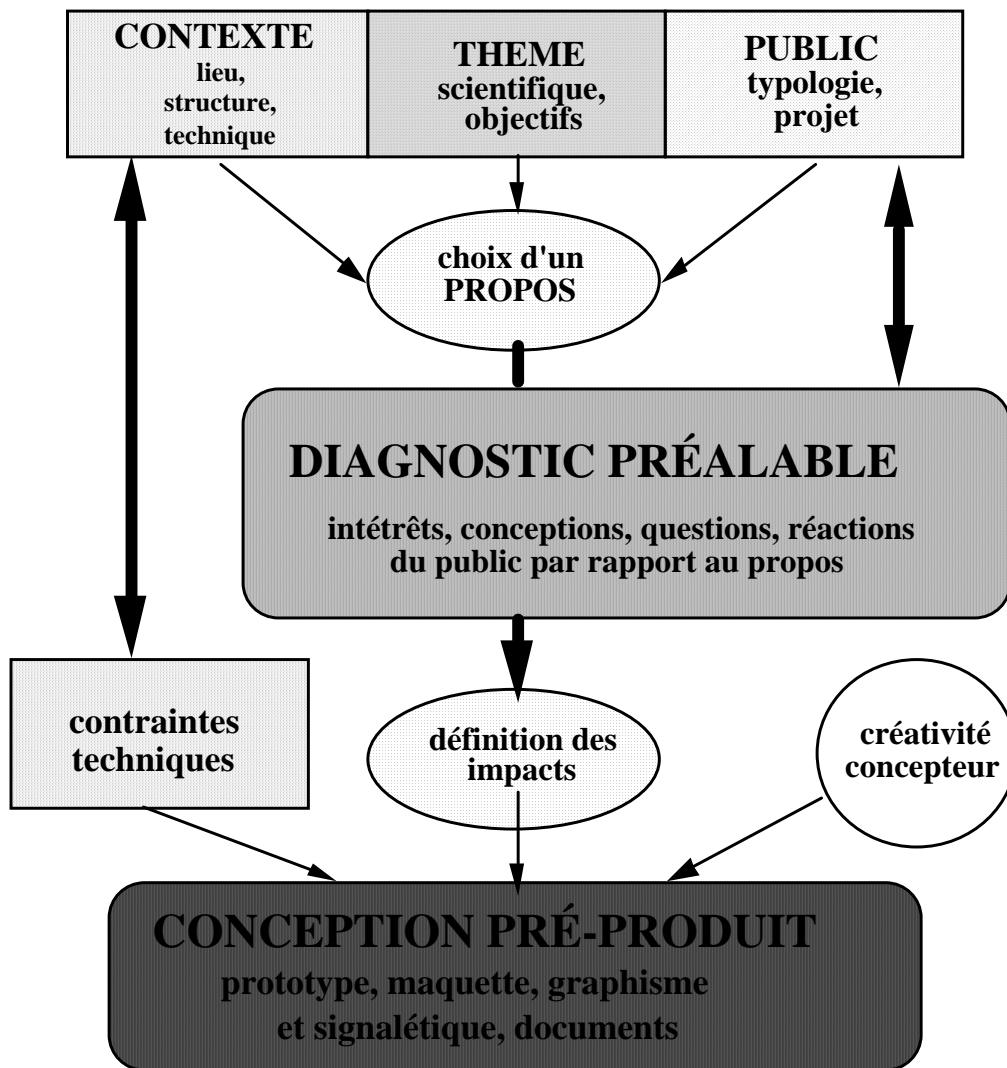 CONTEXTE
lieu,
structure,
technique
THEME
scientifique,
objectifs
PUBLIC
typologie,
projet
choix d'un
PROPOS
DIAGNOSTIC PRÉALABLE
intétrêts, conceptions, questions, réactions
du public par rapport au propos
contraintes
techniques
définition des
impacts
créativité
concepteur
CONCEPTION PRÉ-PRODUIT
prototype, maquette, graphisme
et signalétique, documents